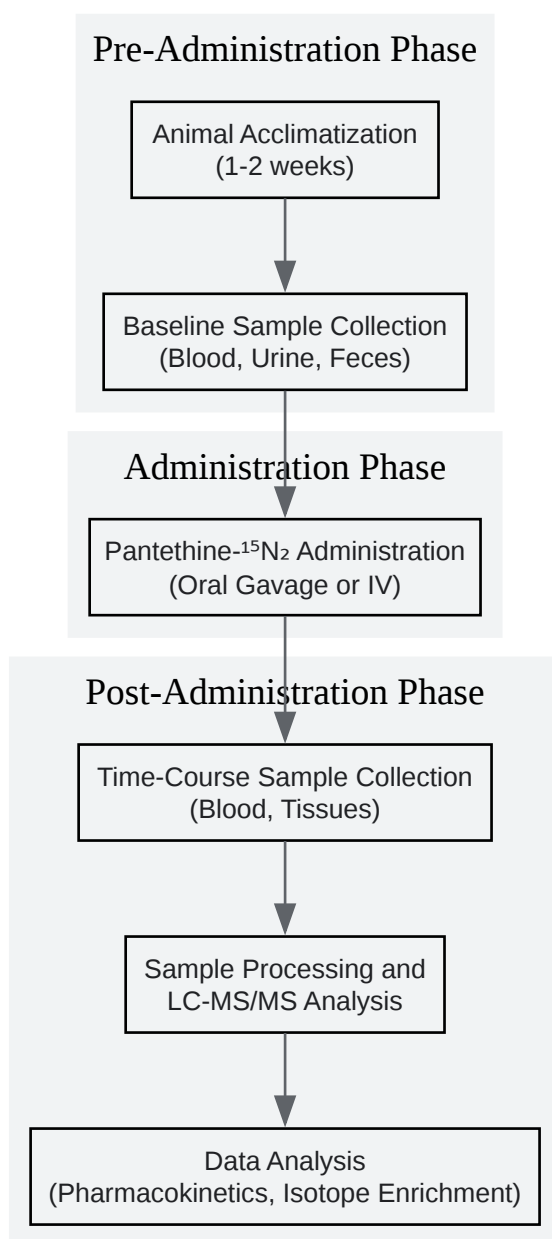 Pre-Administration Phase
Animal Acclimatization
(1-2 weeks)
Baseline Sample Collection
(Blood, Urine, Feces)
Administration Phase
Pantethine-¹⁵N₂ Administration
(Oral Gavage or IV)
Post-Administration Phase
Time-Course Sample Collection
(Blood, Tissues)
Sample Processing and
LC-MS/MS Analysis
Data Analysis
(Pharmacokinetics, Isotope Enrichment)